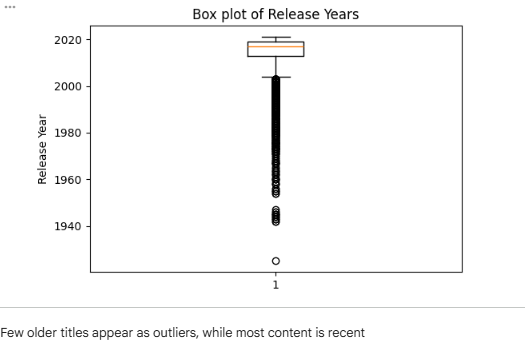 Box plot of Release Years
2020
2000
1980
1960
1940
Release Year
1
Few older titles appear as outliers, while most content is recent